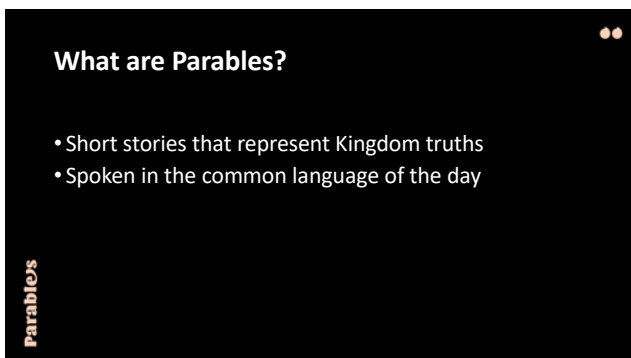 What are Parables?
• Short stories that represent Kingdom truths
• Spoken in the common language of the day
Parables